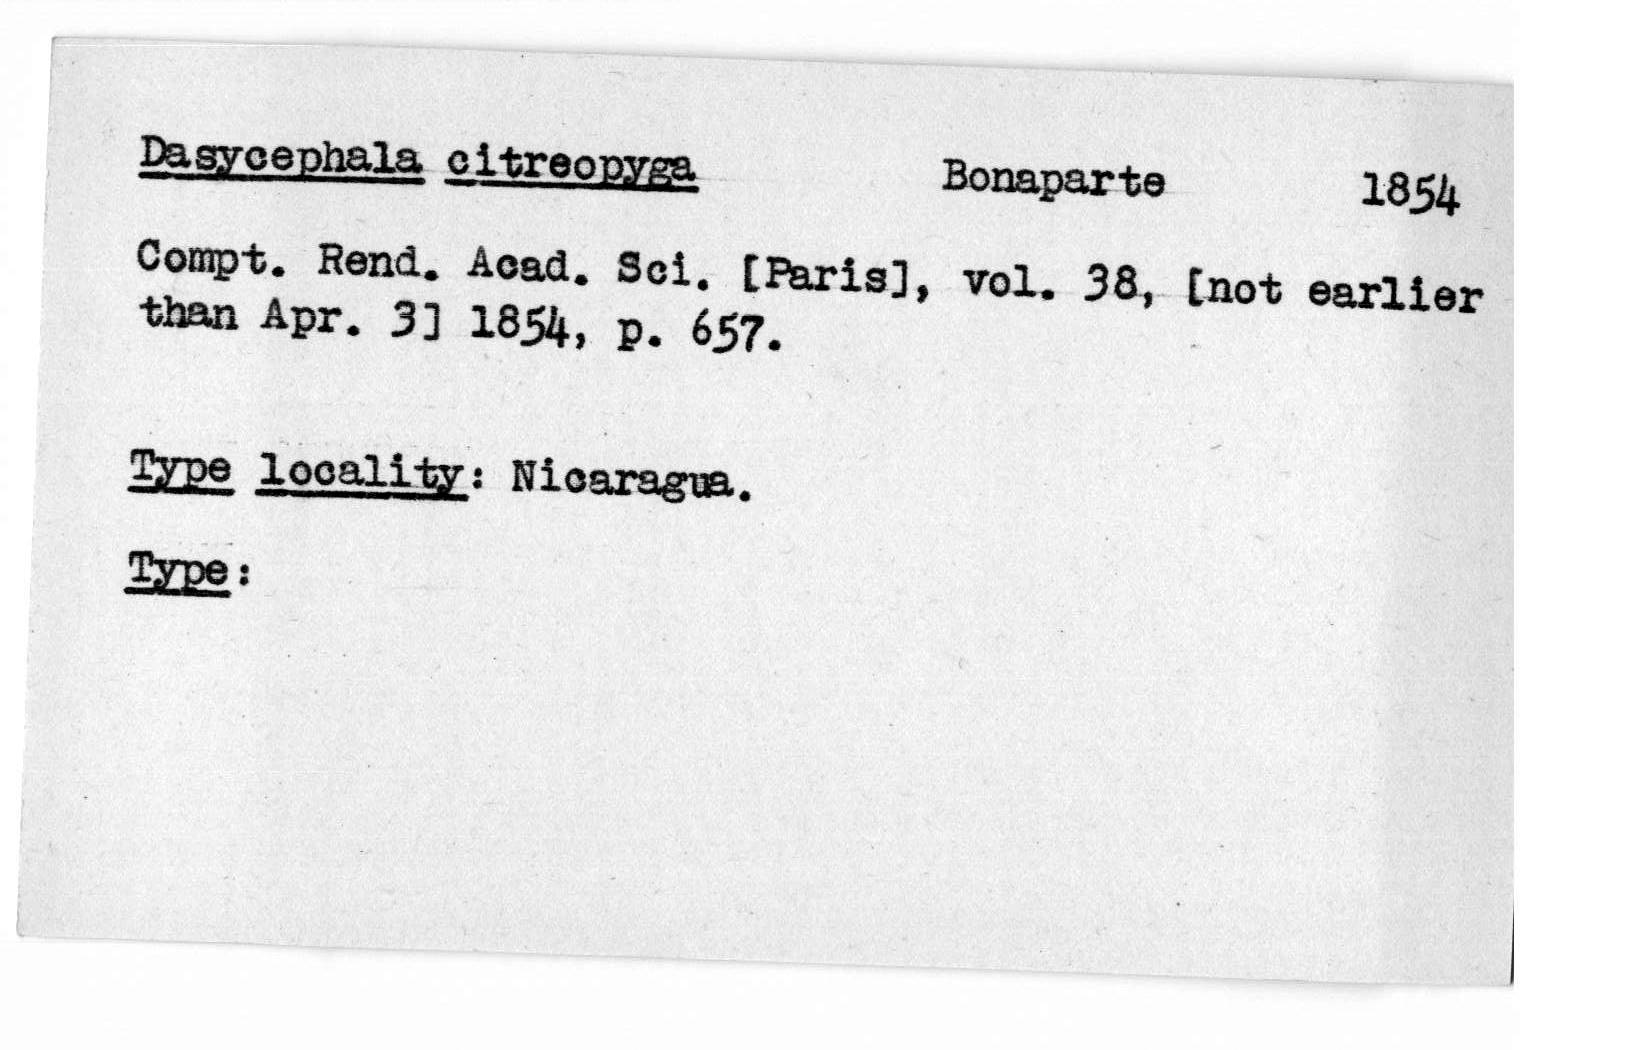 Dasycephala citreopyga Bonaparte 1854
Compt. Rend. Acad. Sci. [Paris], vol. 38, [not earlier
than Apr. 3] 1854, p. 657.
Type locality: Nicaragua.
Type: